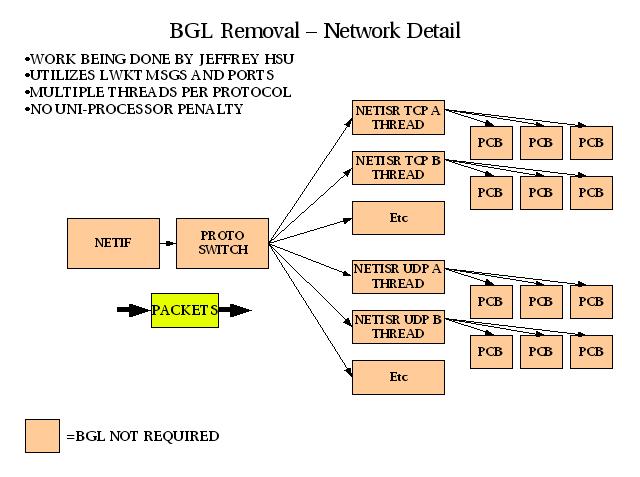 BGL Removal – Network Detail
•WORK BEING DONE BY JEFFREY HSU
•UTILIZES LWKT MSGS AND PORTS
•MULTIPLE THREADS PER PROTOCOL
•NO UNI-PROCESSOR PENALTY
NETISR TCP A
THREAD
PCB
PCB
PCB
NETISR TCP B
THREAD
PCB
PCB
PCB
Etc
NETIF
PROTO
SWITCH
NETISR UDP A
THREAD
PCB
PCB
PCB
PACKETS
NETISR UDP B
THREAD
PCB
PCB
PCB
Etc
=BGL NOT REQUIRED